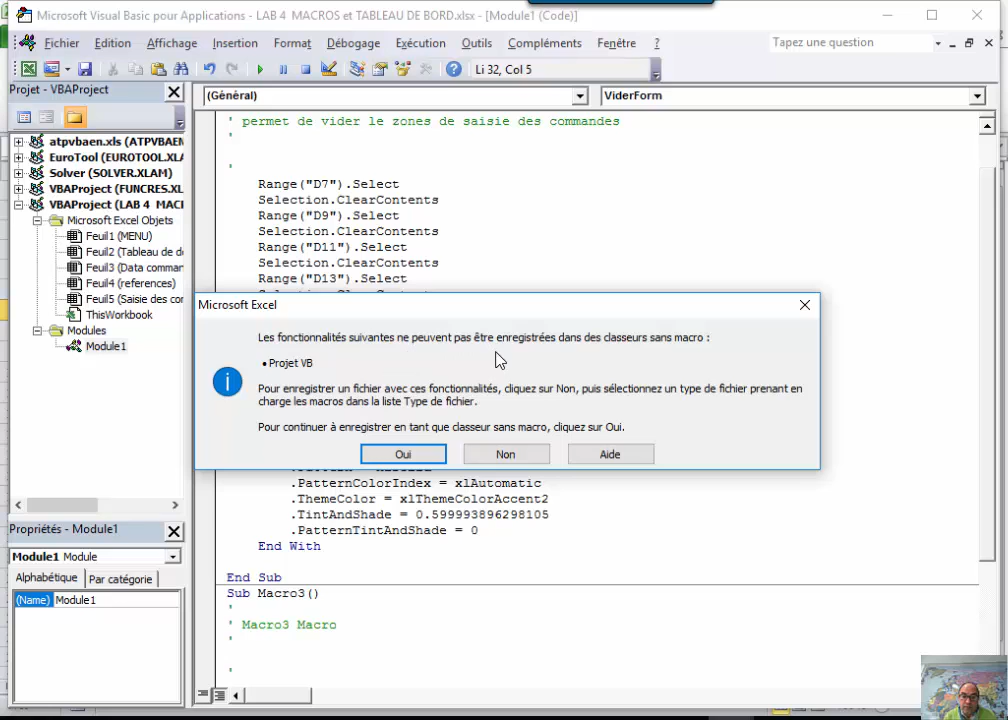 Microsoft Visual Basic pour Applications - LAB 4  MACROS et TABLEAU DE BORD.xlsx - [Module1 (Code)]
Fichier Edition Affichage Insertion Format Débogage Exécution Outils Compléments Fenêtre ? Tapez une question
Li 32, Col 5
Projet - VBAProject
(Général) ViderForm
atpvbaen.xls (ATPVBAEN
EuroTool (EUROTOOL.XLA
Solver (SOLVER.XLAM)
VBAProject (FUNCRES.XL
VBAProject (LAB 4  MACI
Microsoft Excel Objets
Feuil1 (MENU)
Feuil2 (Tableau de d
Feuil3 (Data comman
Feuil4 (references)
Feuil5 (Saisie des co
ThisWorkbook
Modules
Module1
' permet de vider le zones de saisie des commandes
'
'
Range("D7").Select
Selection.ClearContents
Range("D9").Select
Selection.ClearContents
Range("D11").Select
Selection.ClearContents
Range("D13").Select
Microsoft Excel
Les fonctionnalités suivantes ne peuvent pas être enregistrées dans des classeurs sans macro :
• Projet VB
Pour enregistrer un fichier avec ces fonctionnalités, cliquez sur Non, puis sélectionnez un type de fichier prenant en
charge les macros dans la liste Type de fichier.
Pour continuer à enregistrer en tant que classeur sans macro, cliquez sur Oui.
Oui Non Aide
.PatternColorIndex = xlAutomatic
.ThemeColor = xlThemeColorAccent2
.TintAndShade = 0.599993896298105
.PatternTintAndShade = 0
End With
End Sub
Sub Macro3()
'
' Macro3 Macro
'
'
Propriétés - Module1
Module1 Module
Alphabétique Par catégorie
(Name) Module1